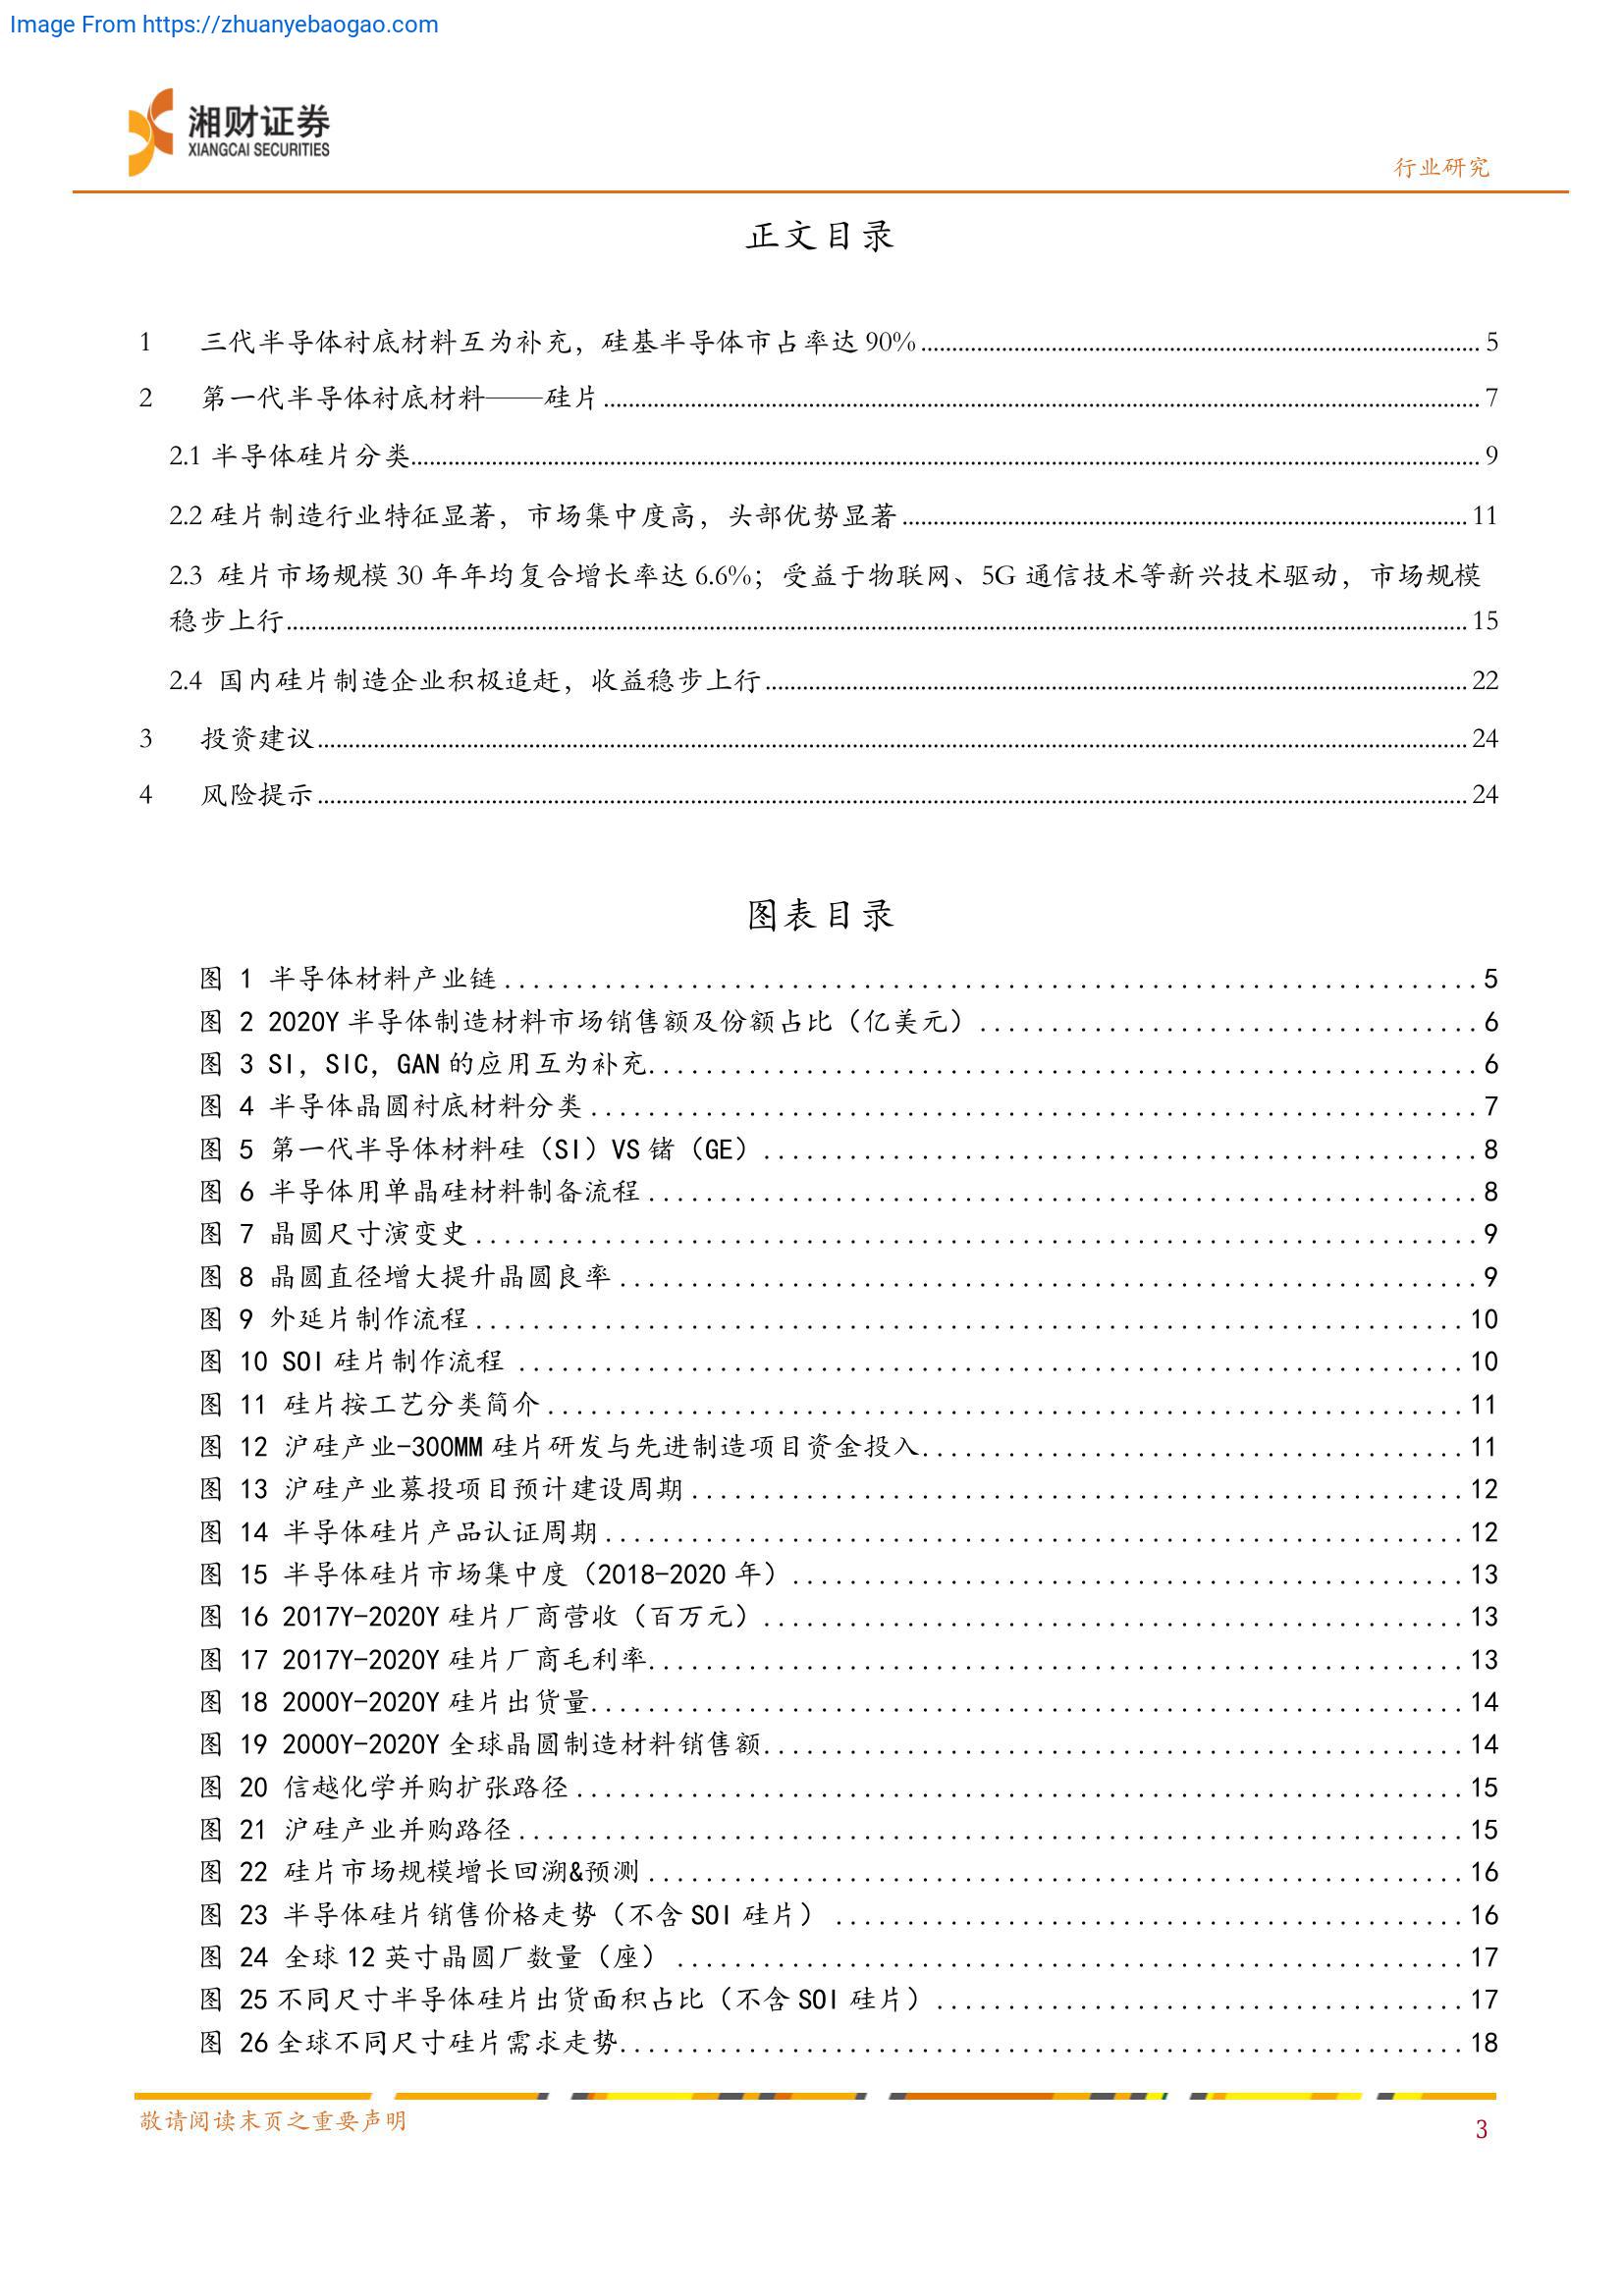 Image From https://zhuanyebaogao.com
湘财证券
XIANGCAI SECURITIES
行业研究
正文目录
1 三代半导体衬底材料互为补充，硅基半导体市占率达 90% 5
2 第一代半导体衬底材料——硅片 7
2.1 半导体硅片分类 9
2.2 硅片制造行业特征显著，市场集中度高，头部优势显著 11
2.3 硅片市场规模 30 年年均复合增长率达 6.6%；受益于物联网、5G 通信技术等新兴技术驱动，市场规模
稳步上行 15
2.4 国内硅片制造企业积极追赶，收益稳步上行 22
3 投资建议 24
4 风险提示 24
图表目录
图 1 半导体材料产业链 5
图 2 2020Y 半导体制造材料市场销售额及份额占比（亿美元） 6
图 3 SI，SIC，GAN 的应用互为补充 6
图 4 半导体晶圆衬底材料分类 7
图 5 第一代半导体材料硅（SI）VS 锗（GE） 8
图 6 半导体用单晶硅材料制备流程 8
图 7 晶圆尺寸演变史 9
图 8 晶圆直径增大提升晶圆良率 9
图 9 外延片制作流程 10
图 10 SOI 硅片制作流程 10
图 11 硅片按工艺分类简介 11
图 12 沪硅产业-300MM 硅片研发与先进制造项目资金投入 11
图 13 沪硅产业募投项目预计建设周期 12
图 14 半导体硅片产品认证周期 12
图 15 半导体硅片市场集中度（2018-2020 年） 13
图 16 2017Y-2020Y 硅片厂商营收（百万元） 13
图 17 2017Y-2020Y 硅片厂商毛利率 13
图 18 2000Y-2020Y 硅片出货量 14
图 19 2000Y-2020Y 全球晶圆制造材料销售额 14
图 20 信越化学并购扩张路径 15
图 21 沪硅产业并购路径 15
图 22 硅片市场规模增长回溯&预测 16
图 23 半导体硅片销售价格走势（不含 SOI 硅片） 16
图 24 全球 12 英寸晶圆厂数量（座） 17
图 25 不同尺寸半导体硅片出货面积占比（不含 SOI 硅片） 17
图 26 全球不同尺寸硅片需求走势 18
敬请阅读末页之重要声明
3